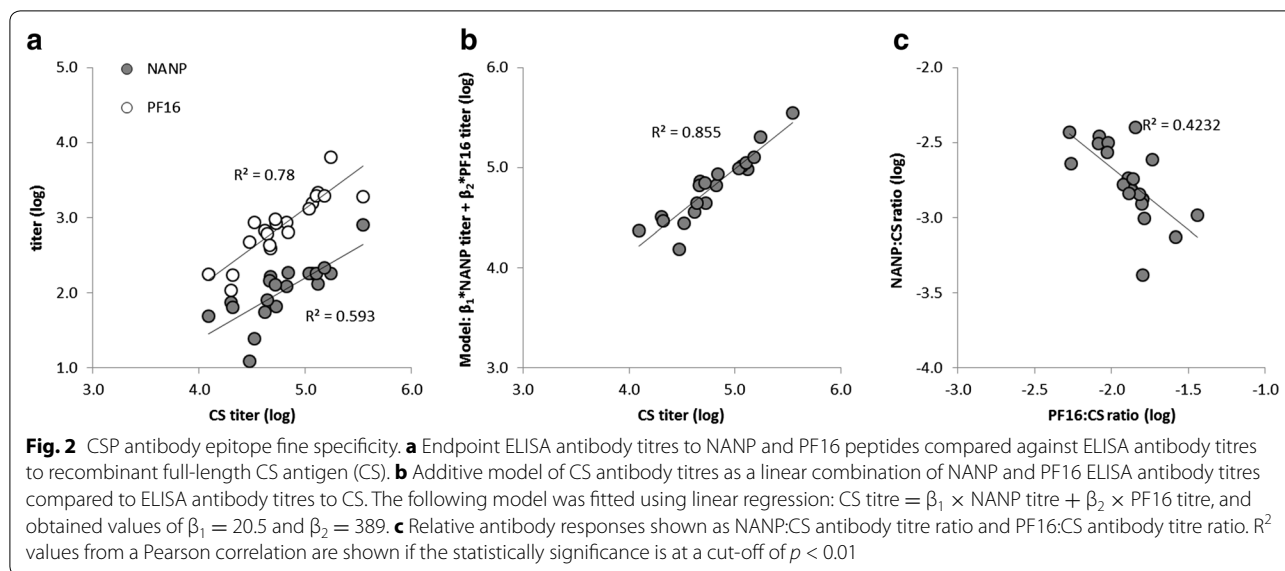 a
5.0
4.0
3.0
2.0
1.0
titer (log)
NANP
PF16
R² = 0.78
R² = 0.593
3.0 4.0 5.0 6.0
CS titer (log)
b
6.0
5.0
4.0
3.0
Model: β₁*NANP titer + β₂*PF16 titer (log)
R² = 0.855
3.0 4.0 5.0 6.0
CS titer (log)
c
-2.0
-2.5
-3.0
-3.5
-4.0
NANP:CS ratio (log)
R² = 0.4232
-3.0 -2.5 -2.0 -1.5 -1.0
PF16:CS ratio (log)
Fig. 2 CSP antibody epitope fine specificity. a Endpoint ELISA antibody titres to NANP and PF16 peptides compared against ELISA antibody titres
to recombinant full-length CS antigen (CS). b Additive model of CS antibody titres as a linear combination of NANP and PF16 ELISA antibody titres
compared to ELISA antibody titres to CS. The following model was fitted using linear regression: CS titre = β₁ × NANP titre + β₂ × PF16 titre, and
obtained values of β₁ = 20.5 and β₂ = 389. c Relative antibody responses shown as NANP:CS antibody titre ratio and PF16:CS antibody titre ratio. R²
values from a Pearson correlation are shown if the statistically significance is at a cut-off of p < 0.01